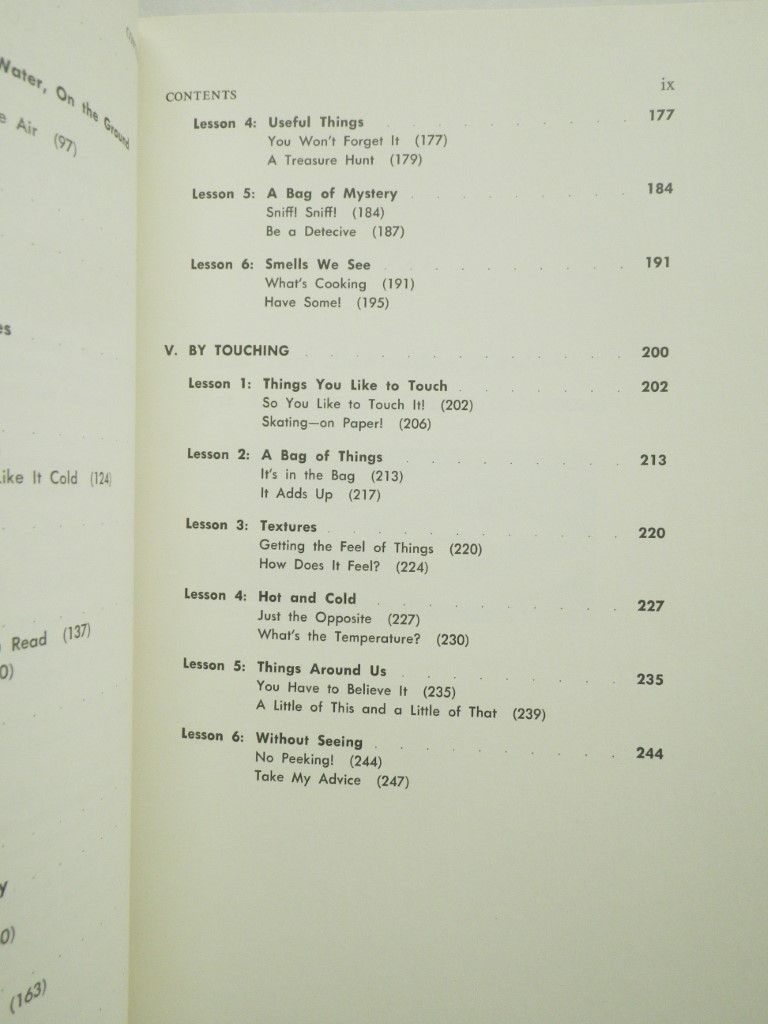 Water, On the Ground
Air (97)
Like It Cold (124)
Read (137)
(163)
CONTENTS ix
Lesson 4: Useful Things 177
You Won't Forget It (177)
A Treasure Hunt (179)
Lesson 5: A Bag of Mystery 184
Sniff! Sniff! (184)
Be a Detecive (187)
Lesson 6: Smells We See 191
What's Cooking (191)
Have Some! (195)
V. BY TOUCHING 200
Lesson 1: Things You Like to Touch 202
So You Like to Touch It! (202)
Skating—on Paper! (206)
Lesson 2: A Bag of Things 213
It's in the Bag (213)
It Adds Up (217)
Lesson 3: Textures 220
Getting the Feel of Things (220)
How Does It Feel? (224)
Lesson 4: Hot and Cold 227
Just the Opposite (227)
What's the Temperature? (230)
Lesson 5: Things Around Us 235
You Have to Believe It (235)
A Little of This and a Little of That (239)
Lesson 6: Without Seeing 244
No Peeking! (244)
Take My Advice (247)